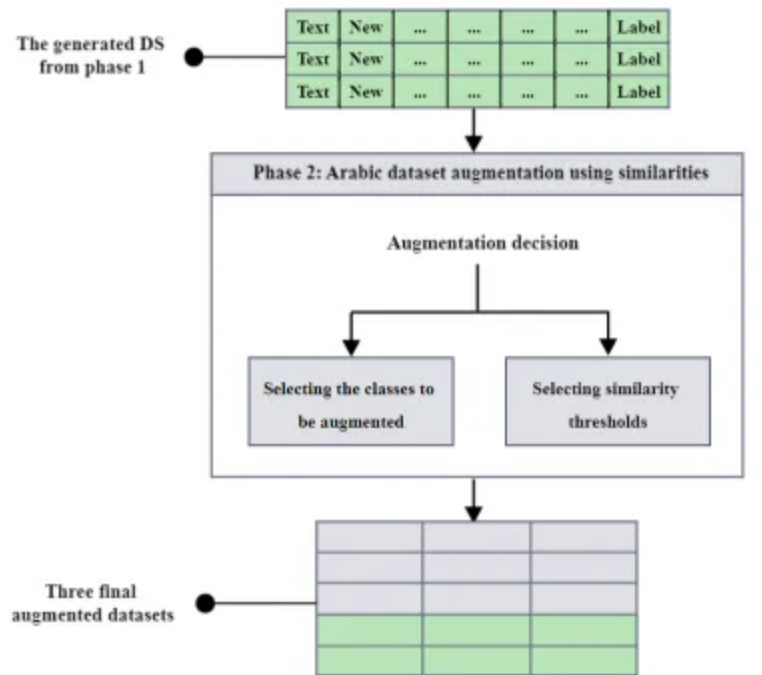 The generated DS
from phase 1
Text New ... ... ... ... Label
Text New ... ... ... ... Label
Text New ... ... ... ... Label
Phase 2: Arabic dataset augmentation using similarities
Augmentation decision
Selecting the classes to
be augmented
Selecting similarity
thresholds
Three final
augmented datasets